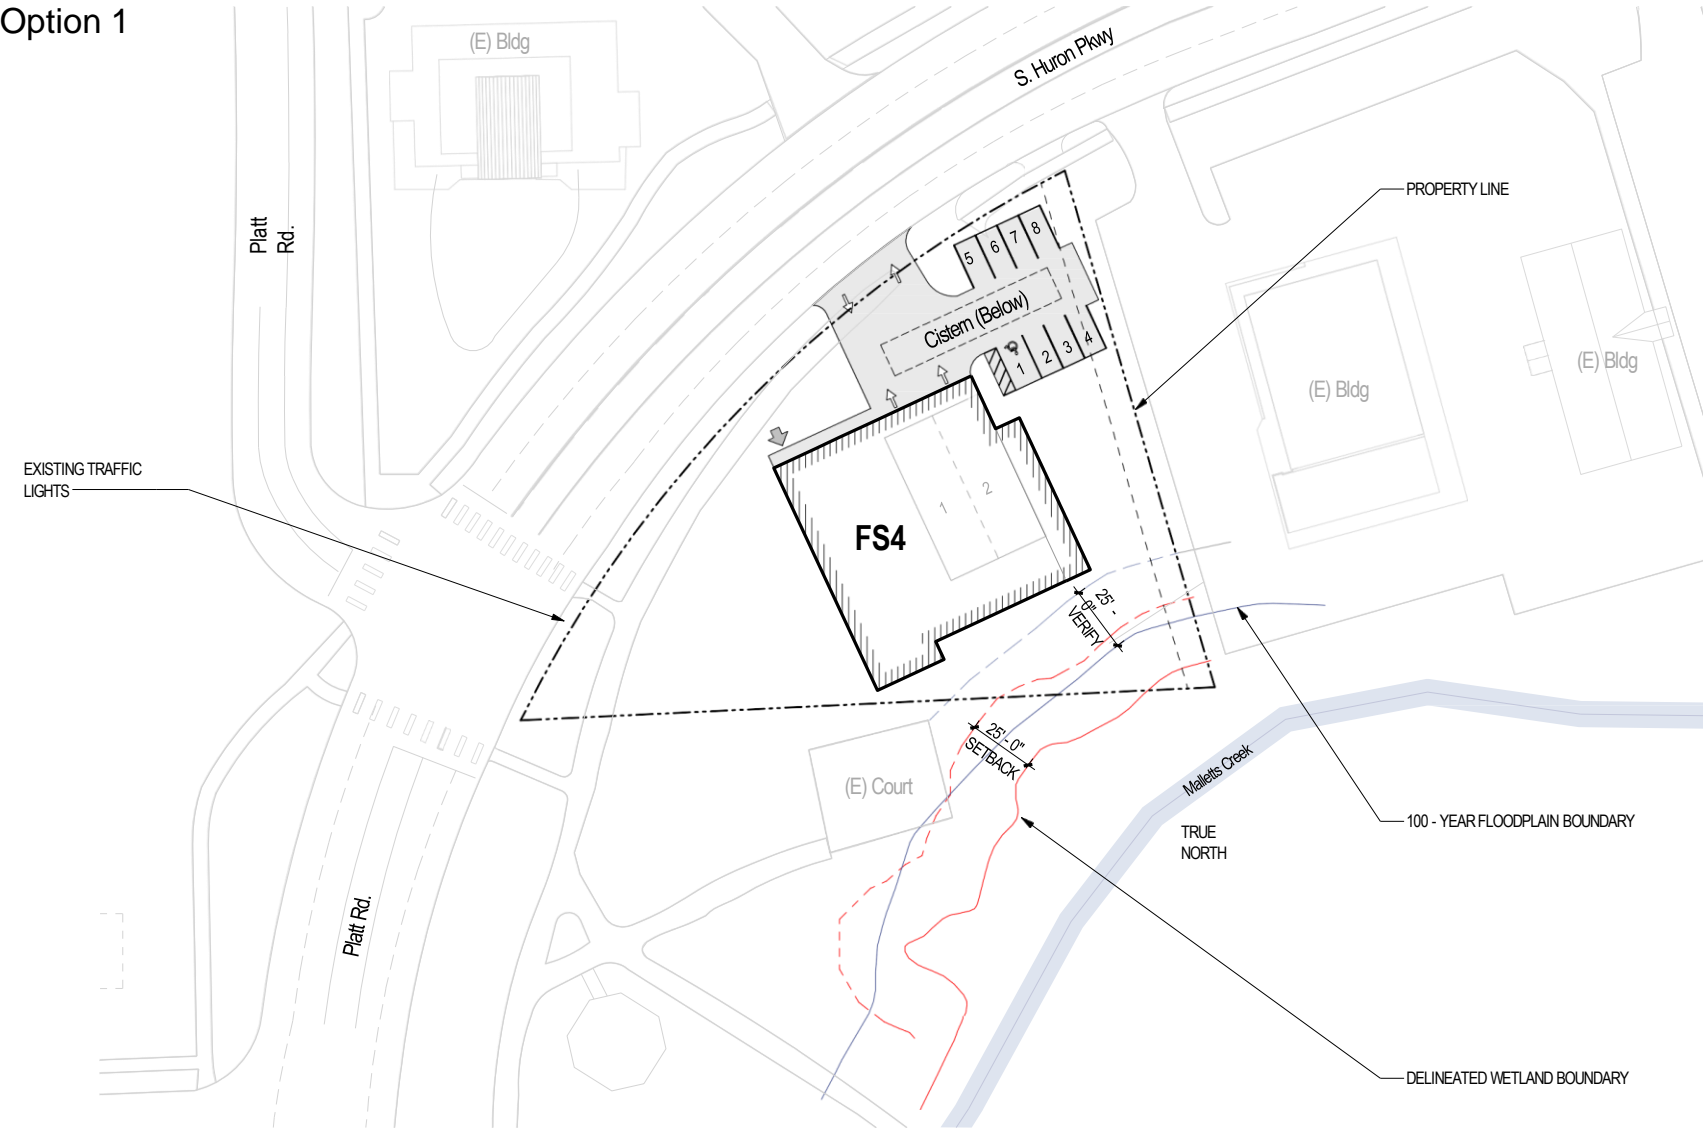 Option 1
(E) Bldg
S. Huron Pkwy
PROPERTY LINE
Platt
Rd.
5 6 7 8
Cistern (Below)
1 2 3 4
(E) Bldg
(E) Bldg
EXISTING TRAFFIC
LIGHTS
1 2
FS4
25' -
0"
VERIFY
25'- 0"
SETBACK
(E) Court
Malletts Creek
TRUE
NORTH
100 - YEAR FLOODPLAIN BOUNDARY
Platt Rd.
DELINEATED WETLAND BOUNDARY